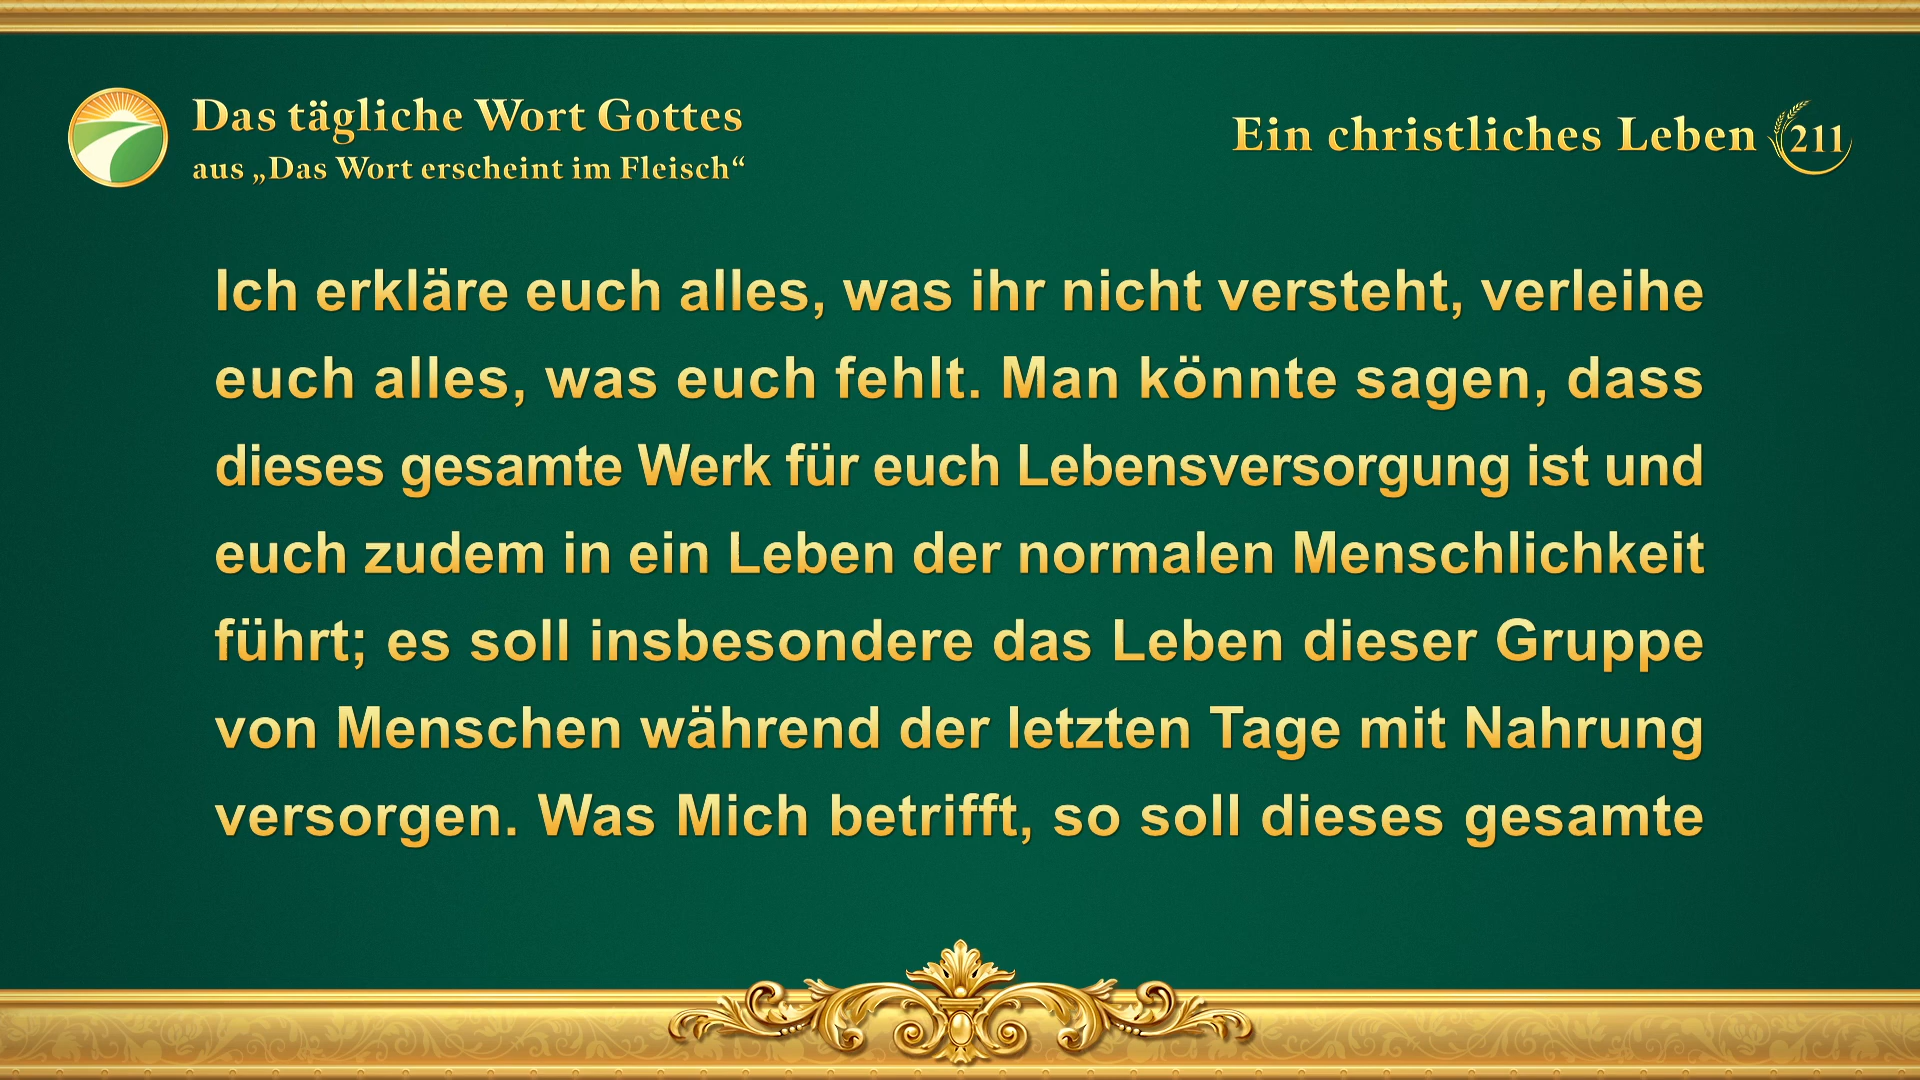 Das tägliche Wort Gottes
aus „Das Wort erscheint im Fleisch“
Ein christliches Leben 211
Ich erkläre euch alles, was ihr nicht versteht, verleihe
euch alles, was euch fehlt. Man könnte sagen, dass
dieses gesamte Werk für euch Lebensversorgung ist und
euch zudem in ein Leben der normalen Menschlichkeit
führt; es soll insbesondere das Leben dieser Gruppe
von Menschen während der letzten Tage mit Nahrung
versorgen. Was Mich betrifft, so soll dieses gesamte